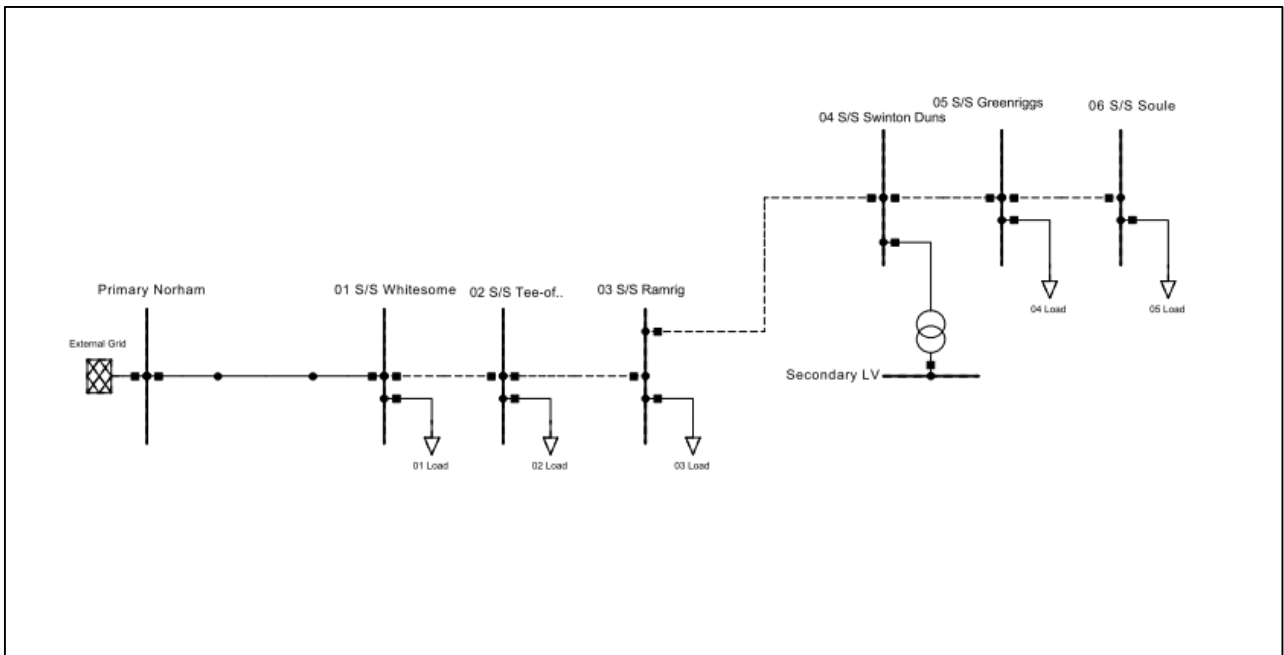 05 S/S Greenriggs
06 S/S Soule
04 S/S Swinton Duns
04 Load
05 Load
Primary Norham
01 S/S Whitesome
02 S/S Tee-of..
03 S/S Ramrig
External Grid
Secondary LV
01 Load
02 Load
03 Load